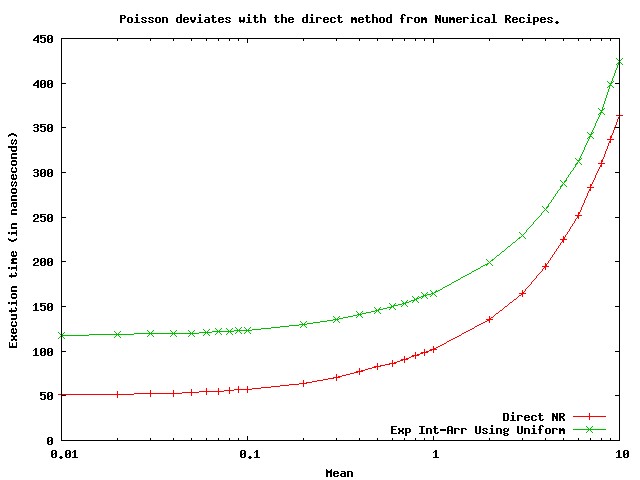 Poisson deviates with the direct method from Numerical Recipes.
450
400
350
300
250
200
150
100
50
0
Execution time (in nanoseconds)
Direct NR
Exp Int-Arr Using Uniform
0.01 0.1 1 10
Mean